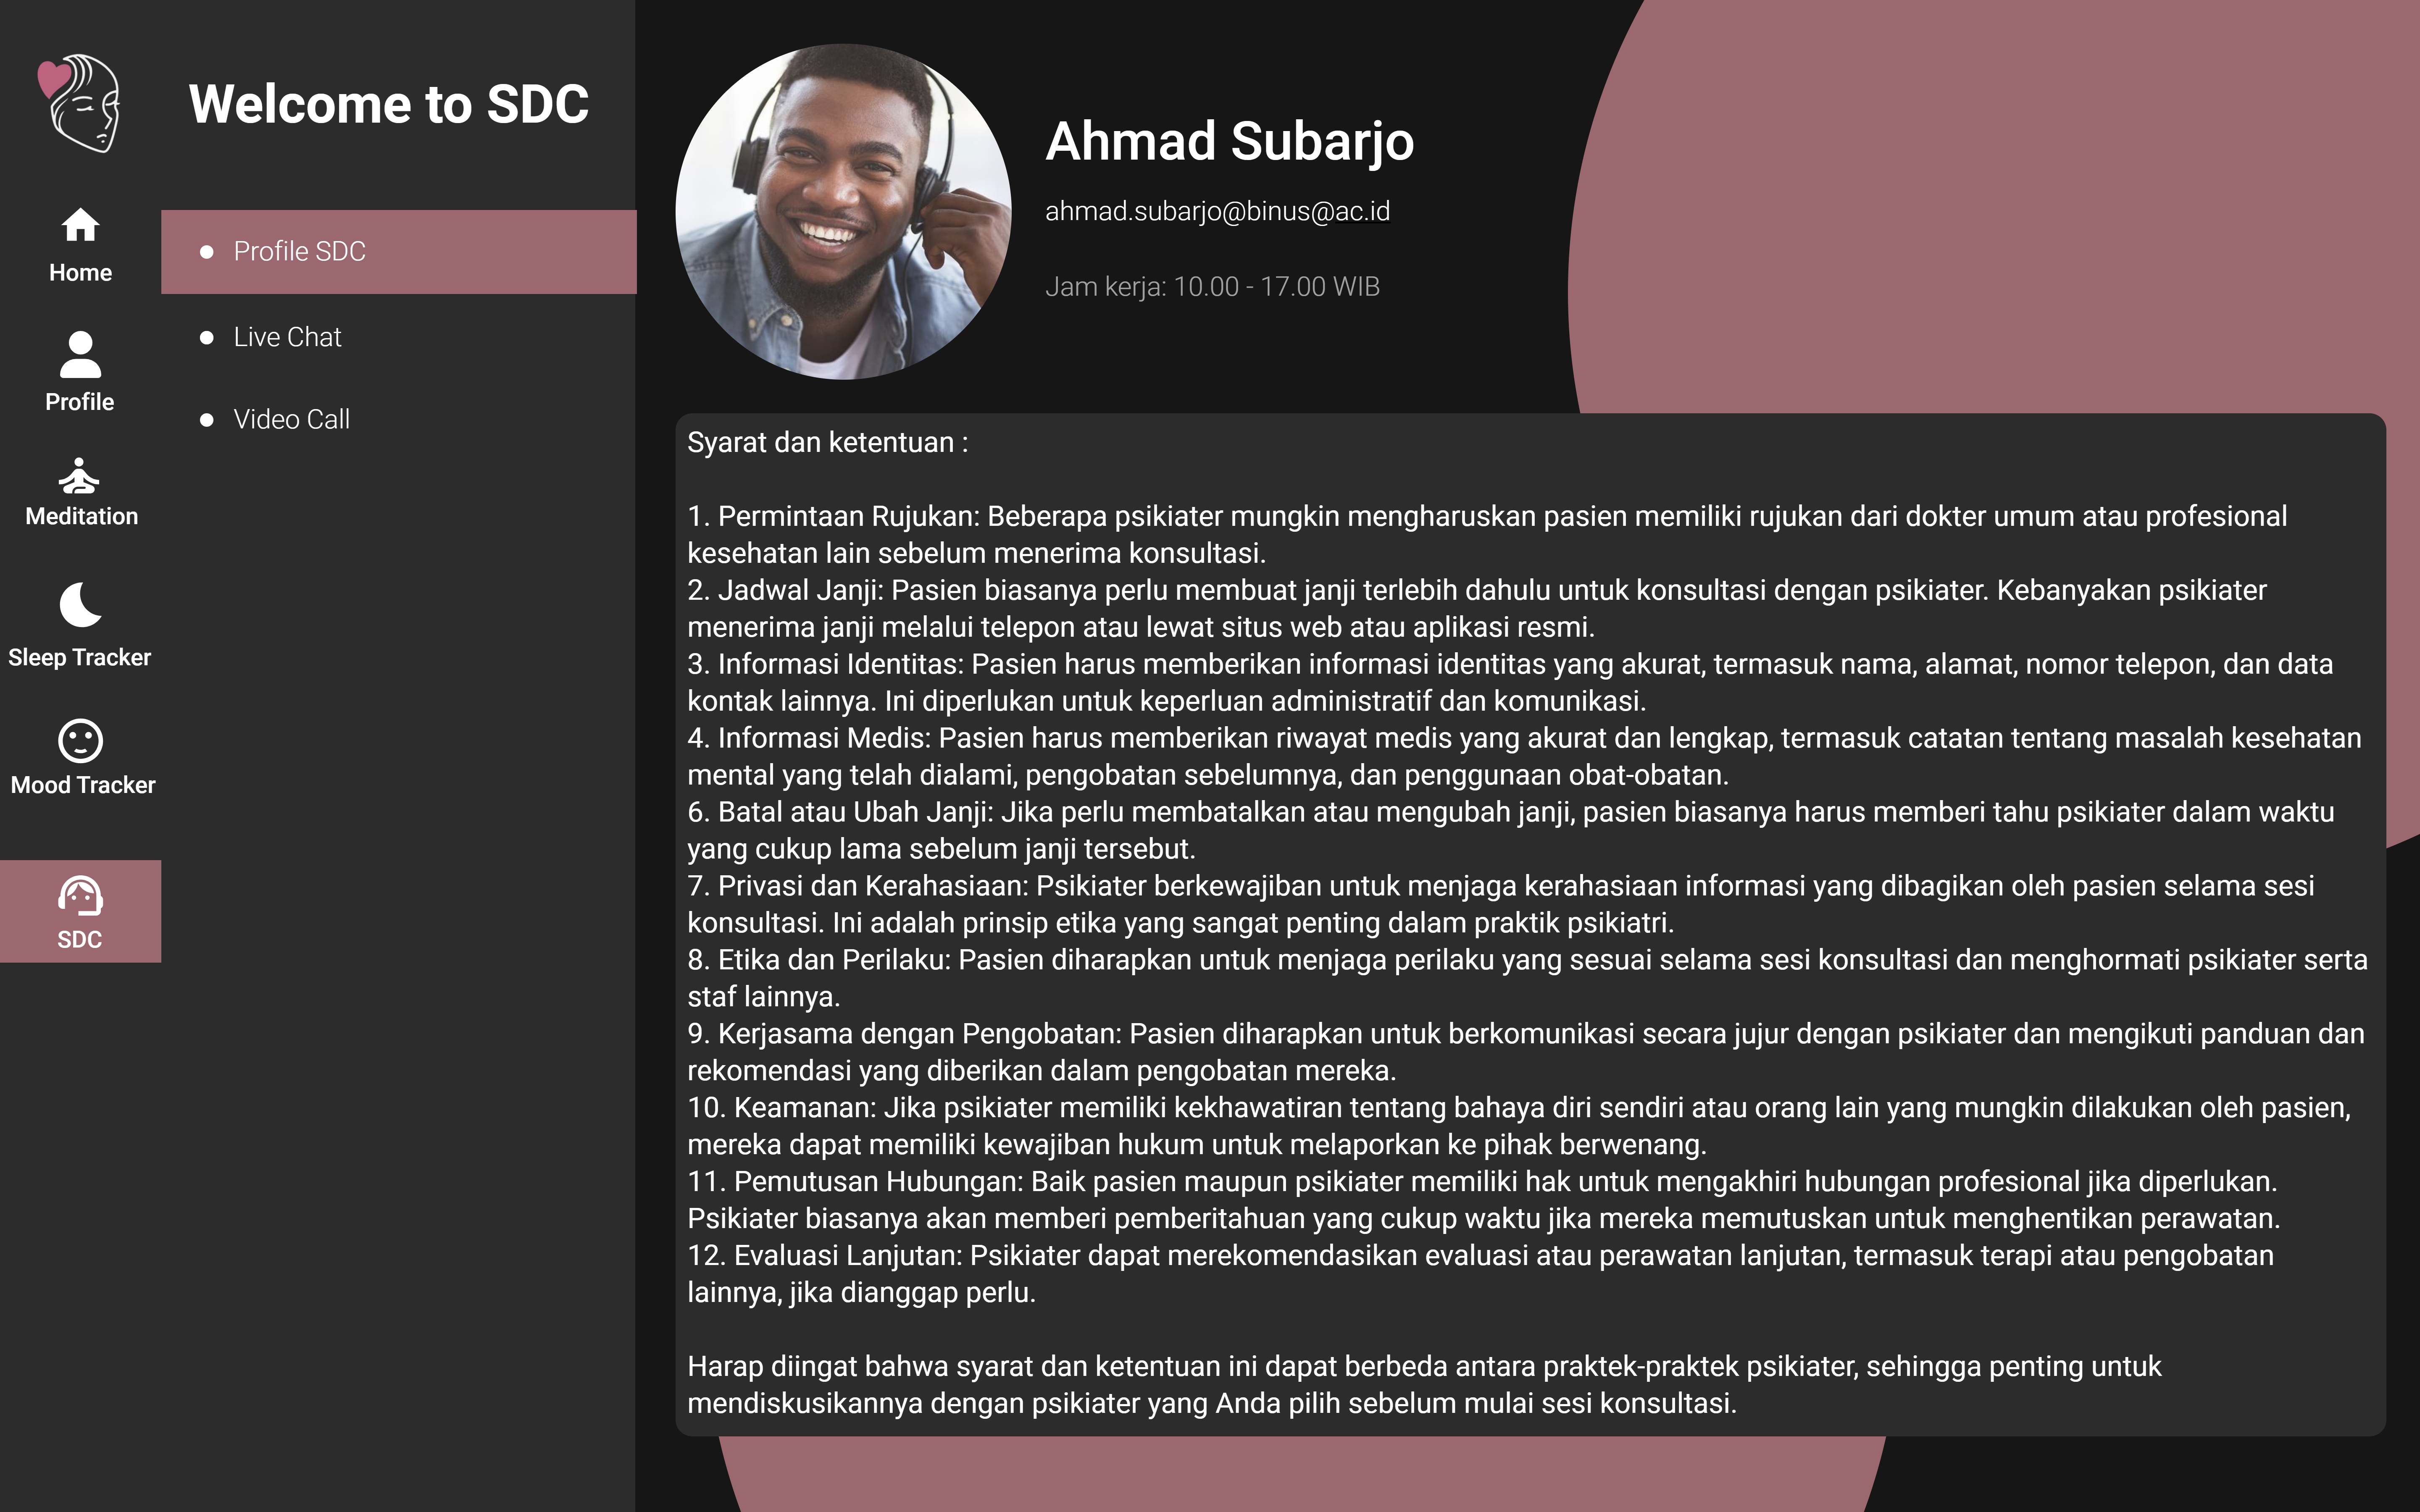 Welcome to SDC
Home
Profile
Meditation
Sleep Tracker
Mood Tracker
SDC
Profile SDC
Live Chat
Video Call
Ahmad Subarjo
ahmad.subarjo@binus@ac.id
Jam kerja: 10.00 - 17.00 WIB
Syarat dan ketentuan :
1. Permintaan Rujukan: Beberapa psikiater mungkin mengharuskan pasien memiliki rujukan dari dokter umum atau profesional
kesehatan lain sebelum menerima konsultasi.
2. Jadwal Janji: Pasien biasanya perlu membuat janji terlebih dahulu untuk konsultasi dengan psikiater. Kebanyakan psikiater
menerima janji melalui telepon atau lewat situs web atau aplikasi resmi.
3. Informasi Identitas: Pasien harus memberikan informasi identitas yang akurat, termasuk nama, alamat, nomor telepon, dan data
kontak lainnya. Ini diperlukan untuk keperluan administratif dan komunikasi.
4. Informasi Medis: Pasien harus memberikan riwayat medis yang akurat dan lengkap, termasuk catatan tentang masalah kesehatan
mental yang telah dialami, pengobatan sebelumnya, dan penggunaan obat-obatan.
6. Batal atau Ubah Janji: Jika perlu membatalkan atau mengubah janji, pasien biasanya harus memberi tahu psikiater dalam waktu
yang cukup lama sebelum janji tersebut.
7. Privasi dan Kerahasiaan: Psikiater berkewajiban untuk menjaga kerahasiaan informasi yang dibagikan oleh pasien selama sesi
konsultasi. Ini adalah prinsip etika yang sangat penting dalam praktik psikiatri.
8. Etika dan Perilaku: Pasien diharapkan untuk menjaga perilaku yang sesuai selama sesi konsultasi dan menghormati psikiater serta
staf lainnya.
9. Kerjasama dengan Pengobatan: Pasien diharapkan untuk berkomunikasi secara jujur dengan psikiater dan mengikuti panduan dan
rekomendasi yang diberikan dalam pengobatan mereka.
10. Keamanan: Jika psikiater memiliki kekhawatiran tentang bahaya diri sendiri atau orang lain yang mungkin dilakukan oleh pasien,
mereka dapat memiliki kewajiban hukum untuk melaporkan ke pihak berwenang.
11. Pemutusan Hubungan: Baik pasien maupun psikiater memiliki hak untuk mengakhiri hubungan profesional jika diperlukan.
Psikiater biasanya akan memberi pemberitahuan yang cukup waktu jika mereka memutuskan untuk menghentikan perawatan.
12. Evaluasi Lanjutan: Psikiater dapat merekomendasikan evaluasi atau perawatan lanjutan, termasuk terapi atau pengobatan
lainnya, jika dianggap perlu.
Harap diingat bahwa syarat dan ketentuan ini dapat berbeda antara praktek-praktek psikiater, sehingga penting untuk
mendiskusikannya dengan psikiater yang Anda pilih sebelum mulai sesi konsultasi.